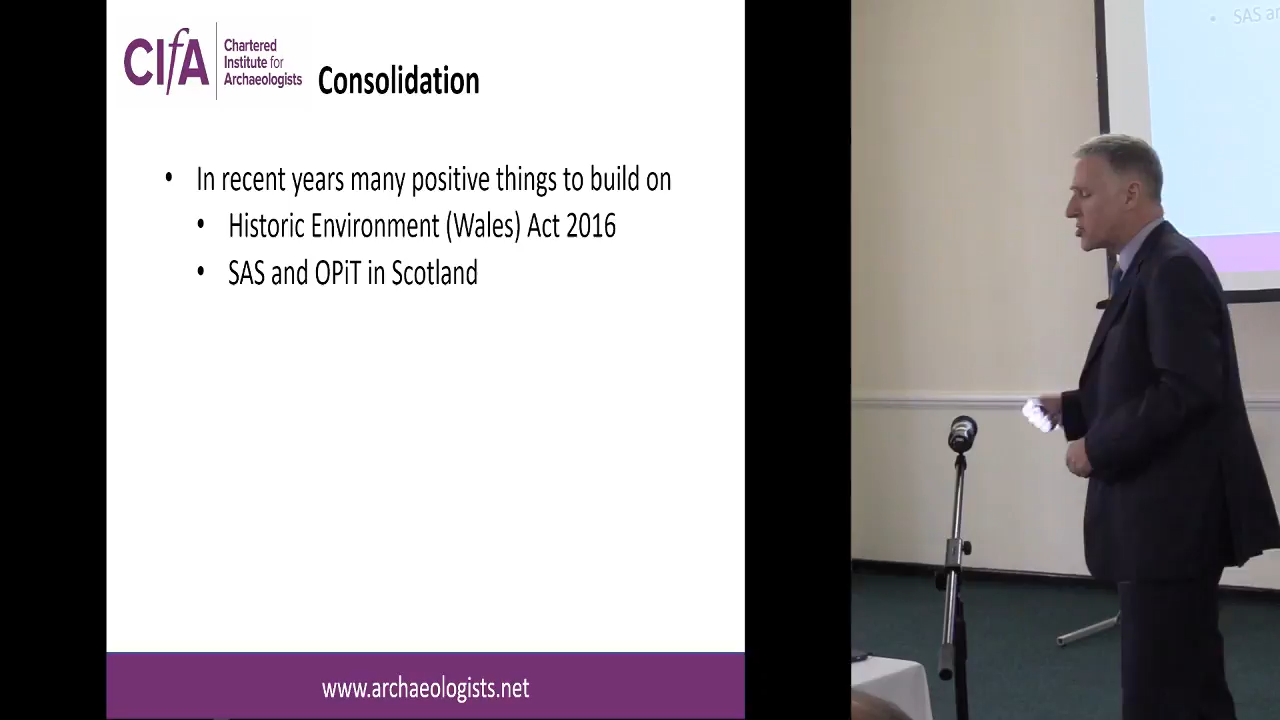 CIfA
Chartered
Institute for
Archaeologists
Consolidation
• In recent years many positive things to build on
• Historic Environment (Wales) Act 2016
• SAS and OPiT in Scotland
www.archaeologists.net
• SAS